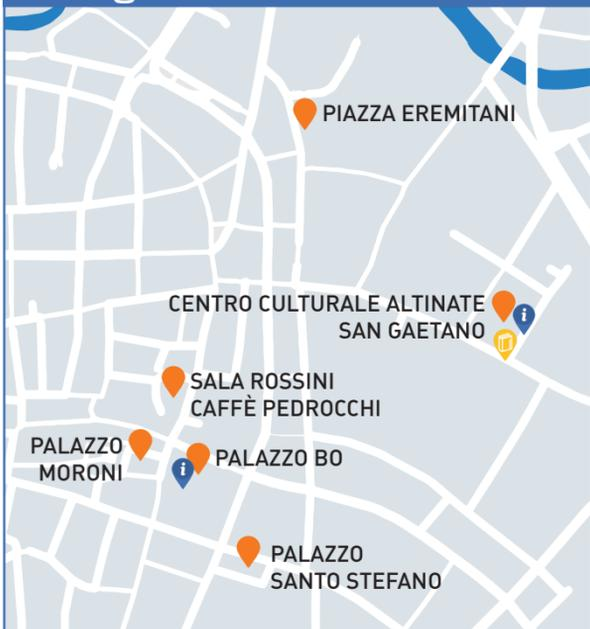 PIAZZA EREMITANI
CENTRO CULTURALE ALTINATE
SAN GAETANO
SALA ROSSINI
CAFFÈ PEDROCCHI
PALAZZO
MORONI
PALAZZO BO
PALAZZO
SANTO STEFANO